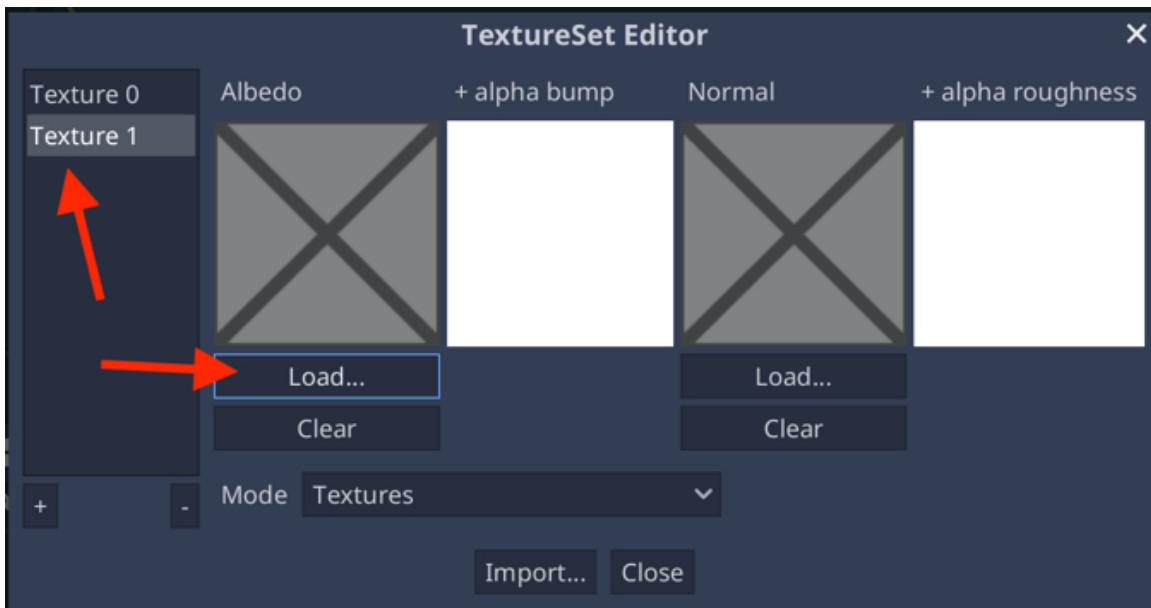 TextureSet Editor
Texture 0
Texture 1
Albedo
+ alpha bump
Normal
+ alpha roughness
Load...
Load...
Clear
Clear
+
-
Mode
Textures
Import...
Close